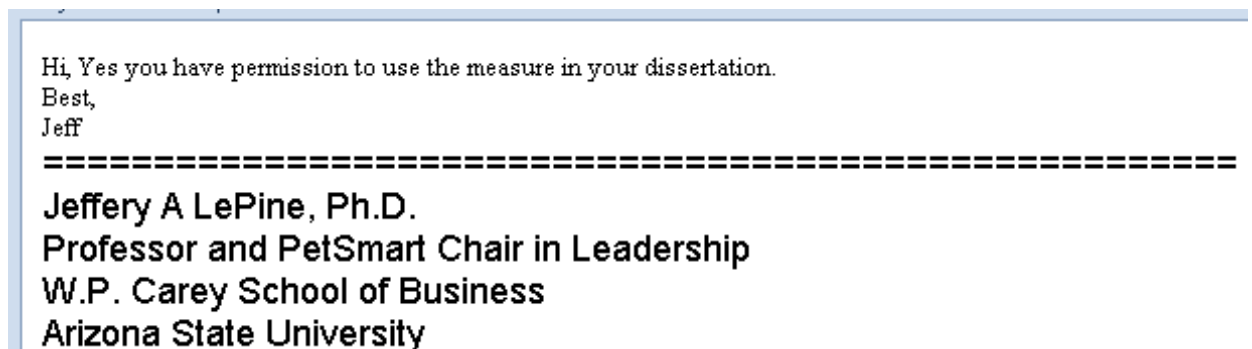 Hi, Yes you have permission to use the measure in your dissertation.
Best,
Jeff
======================================================
Jeffery A LePine, Ph.D.
Professor and PetSmart Chair in Leadership
W.P. Carey School of Business
Arizona State University